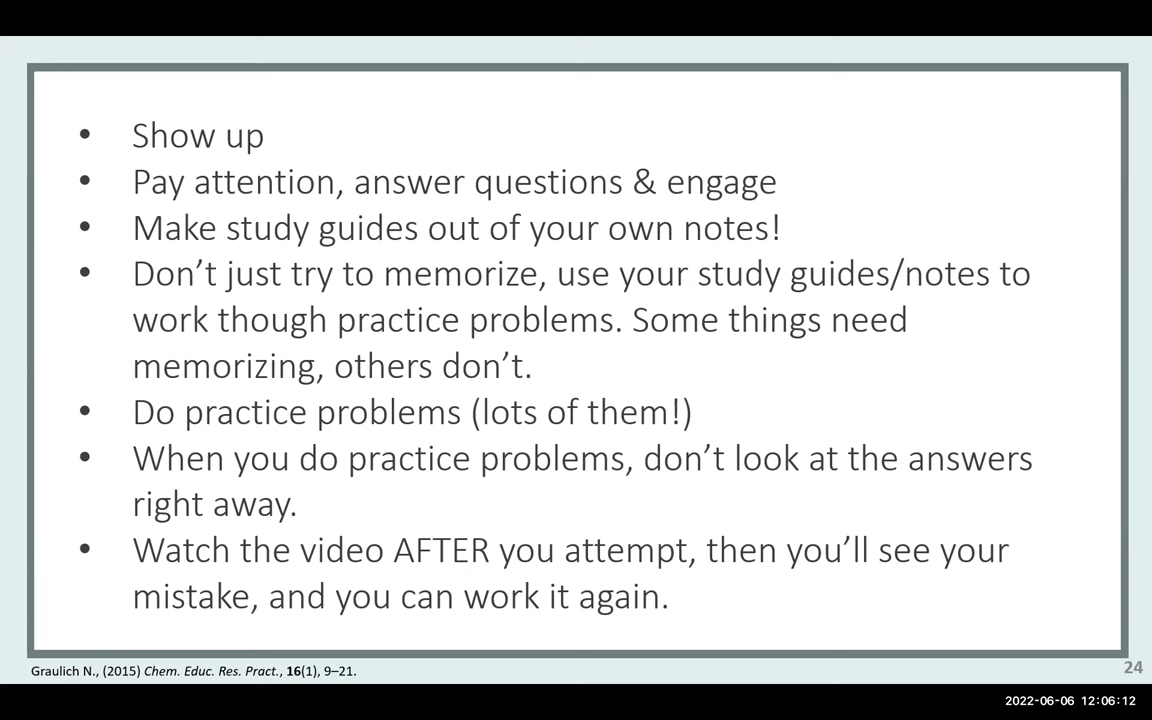 • Show up
• Pay attention, answer questions & engage
• Make study guides out of your own notes!
• Don’t just try to memorize, use your study guides/notes to
work though practice problems. Some things need
memorizing, others don’t.
• Do practice problems (lots of them!)
• When you do practice problems, don’t look at the answers
right away.
• Watch the video AFTER you attempt, then you’ll see your
mistake, and you can work it again.
Graulich N., (2015) Chem. Educ. Res. Pract., 16(1), 9–21.
24
2022-06-06 12:06:12